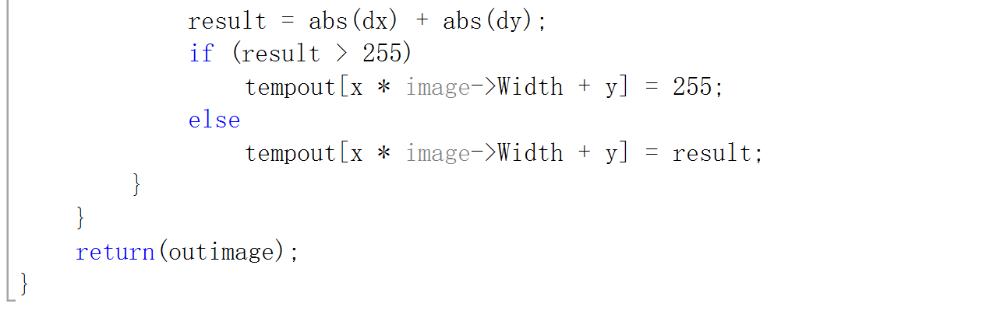 result = abs(dx) + abs(dy);
if (result > 255)
tempout[x * image->Width + y] = 255;
else
tempout[x * image->Width + y] = result;
}
}
return(outimage);
}